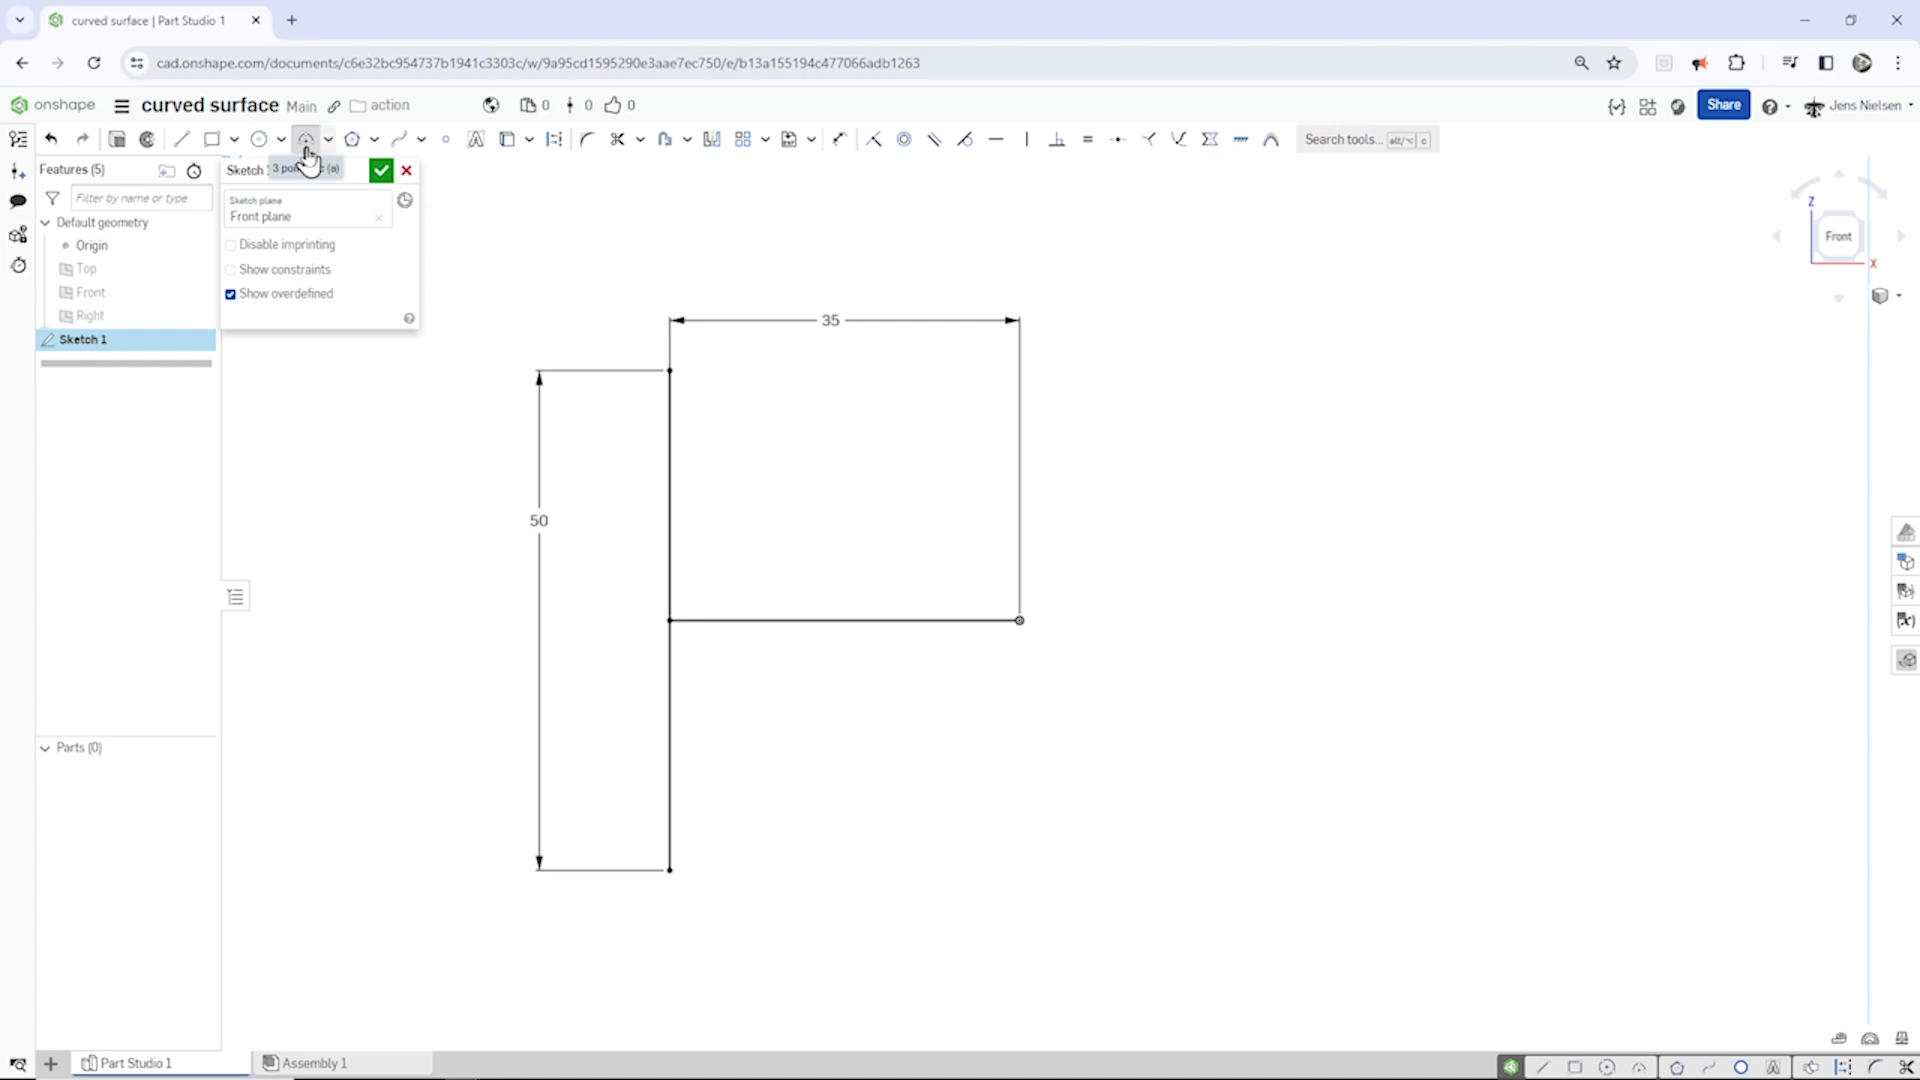 curved surface | Part Studio 1
cad.onshape.com/documents/c6e32bc954737b1941c3303c/w/9a95cd1595290e3aae7ec750/e/b13a155194c477066adb1263
onshape curved surface Main action 0 0 0 Share Jens Nielsen
Search tools... alt/⌥ c
Features (5)
Filter by name or type
Default geometry
Origin
Top
Front
Right
Sketch 1
Sketch
3 poi (a)
Sketch plane
Front plane
Disable imprinting
Show constraints
Show overdefined
Z
Front
X
35
50
Parts (0)
(x)
Part Studio 1
Assembly 1